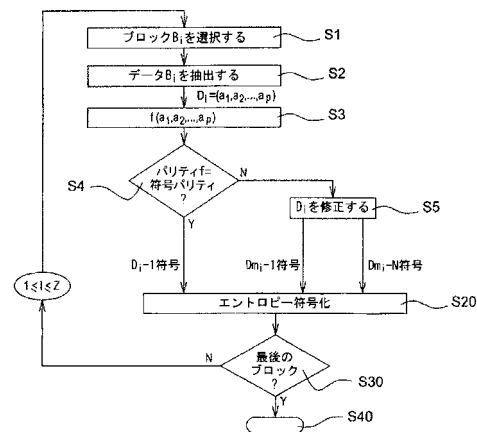 ブロックBiを選択する
S1
データBiを抽出する
S2
Di={a1,a2,...,ap}
S3
f(a1,a2,...,ap)
S4
パリティf=
符号パリティ
?
N
Y
Diを修正する
S5
Di-1符号
Dmi-1符号
Dmi-N符号
1≤i≤Z
エントロピー符号化
S20
N
最後の
ブロック
?
S30
Y
S40